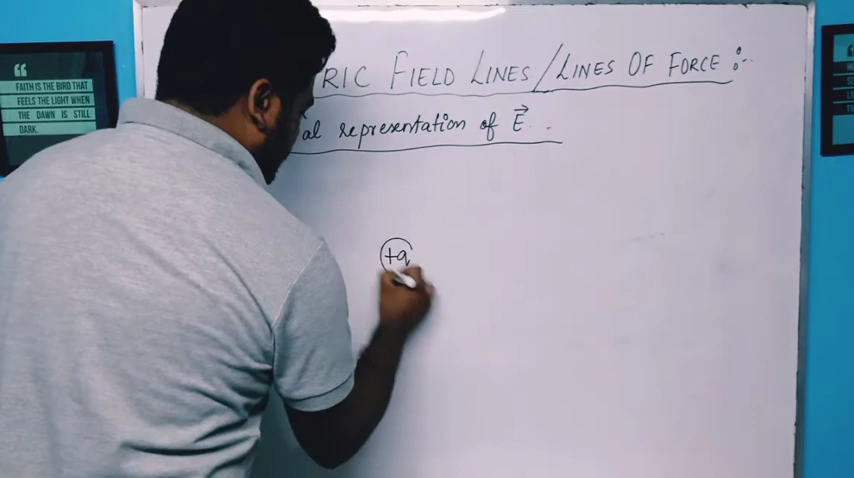 RIC FIELD LINES / LINES OF FORCE :-
al representation of E⃗ ..
+q
FAITH IS THE BIRD THAT
FEELS THE LIGHT WHEN
THE DAWN IS STILL
DARK.